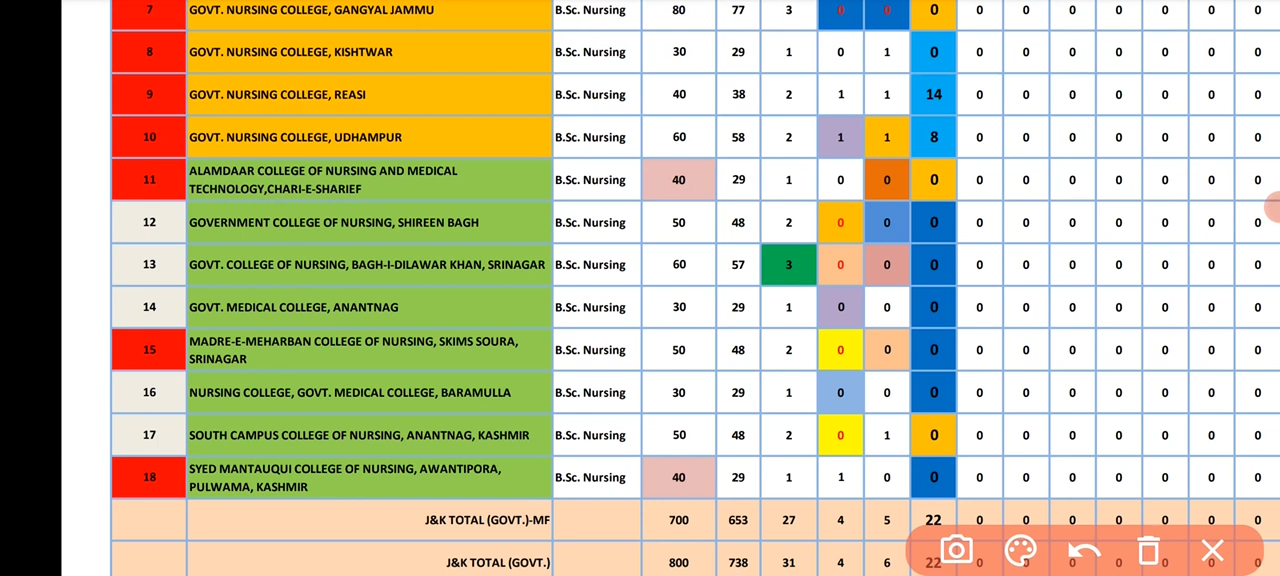 7 GOVT. NURSING COLLEGE, GANGYAL JAMMU B.Sc. Nursing 80 77 3 0 0 0 0 0 0 0 0 0 0
8 GOVT. NURSING COLLEGE, KISHTWAR B.Sc. Nursing 30 29 1 0 1 0 0 0 0 0 0 0 0
9 GOVT. NURSING COLLEGE, REASI B.Sc. Nursing 40 38 2 1 1 14 0 0 0 0 0 0 0
10 GOVT. NURSING COLLEGE, UDHAMPUR B.Sc. Nursing 60 58 2 1 1 8 0 0 0 0 0 0 0
11 ALAMDAAR COLLEGE OF NURSING AND MEDICAL
TECHNOLOGY,CHARI-E-SHARIEF B.Sc. Nursing 40 29 1 0 0 0 0 0 0 0 0 0 0
12 GOVERNMENT COLLEGE OF NURSING, SHIREEN BAGH B.Sc. Nursing 50 48 2 0 0 0 0 0 0 0 0 0 0
13 GOVT. COLLEGE OF NURSING, BAGH-I-DILAWAR KHAN, SRINAGAR B.Sc. Nursing 60 57 3 0 0 0 0 0 0 0 0 0 0
14 GOVT. MEDICAL COLLEGE, ANANTNAG B.Sc. Nursing 30 29 1 0 0 0 0 0 0 0 0 0 0
15 MADRE-E-MEHARBAN COLLEGE OF NURSING, SKIMS SOURA,
SRINAGAR B.Sc. Nursing 50 48 2 0 0 0 0 0 0 0 0 0 0
16 NURSING COLLEGE, GOVT. MEDICAL COLLEGE, BARAMULLA B.Sc. Nursing 30 29 1 0 0 0 0 0 0 0 0 0 0
17 SOUTH CAMPUS COLLEGE OF NURSING, ANANTNAG, KASHMIR B.Sc. Nursing 50 48 2 0 1 0 0 0 0 0 0 0 0
18 SYED MANTAUQUI COLLEGE OF NURSING, AWANTIPORA,
PULWAMA, KASHMIR B.Sc. Nursing 40 29 1 1 0 0 0 0 0 0 0 0 0
J&K TOTAL (GOVT.)-MF 700 653 27 4 5 22 0 0 0 0 0 0 0
J&K TOTAL (GOVT.) 800 738 31 4 6 22 0 0 0 0 0 0 0